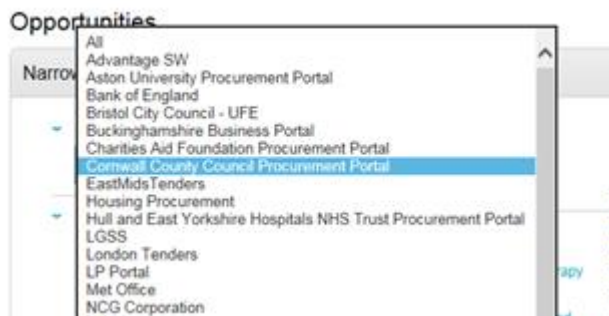 Opportunities
Narrow
All
Advantage SW
Aston University Procurement Portal
Bank of England
Bristol City Council - UFE
Buckinghamshire Business Portal
Charities Aid Foundation Procurement Portal
Cornwall County Council Procurement Portal
EastMidsTenders
Housing Procurement
Hull and East Yorkshire Hospitals NHS Trust Procurement Portal
LGSS
London Tenders
LP Portal
rapy
Met Office
NCG Corporation